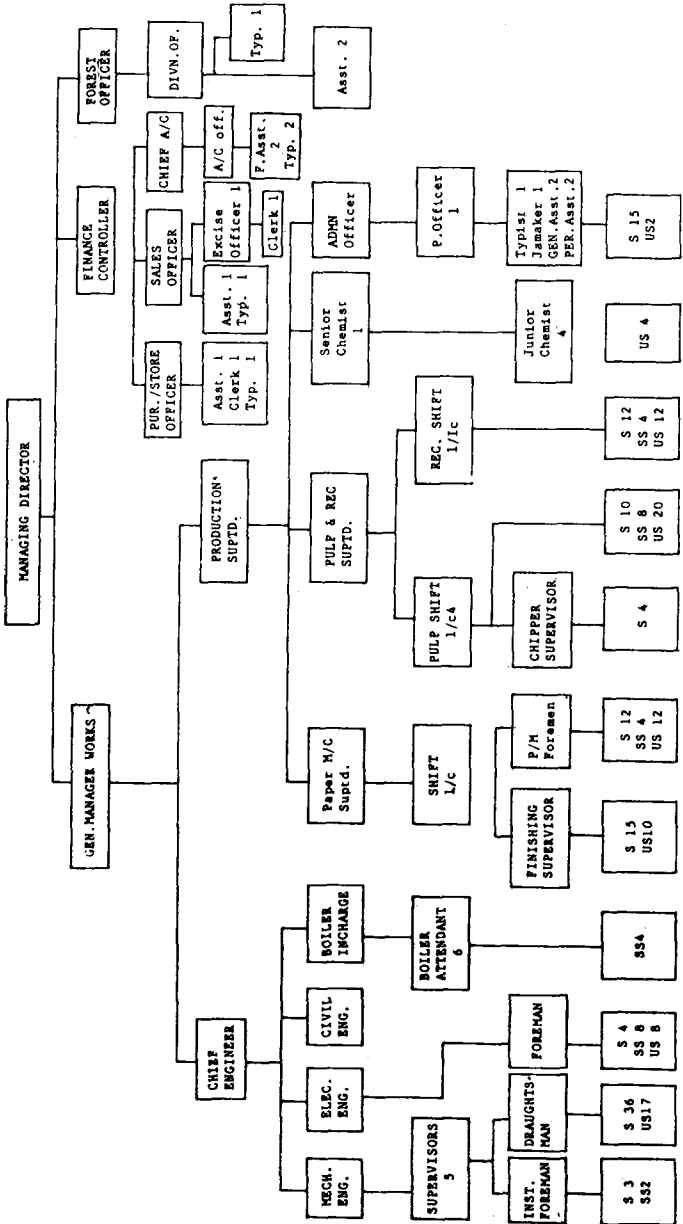 MANAGING DIRECTOR
GEN.MANAGER WORKS
FINANCE
CONTROLLER
FOREST
OFFICER
PUR./STORE
OFFICER
SALES
OFFICER
CHIEF A/C
DIVN.OF.
Typ. 1
Asst. 2
Asst. 1
Clerk 1
Typ. 1
Asst. 1
Typ. 1
Excise
Officer 1
Clerk 1
A/C off.
F.Asst.
2
Typ. 2
CHIEF
ENGINEER
PRODUCTION
SUPTD.
MECH.
ENG.
ELEC.
ENG.
CIVIL
ENG.
BOILER
INCHARGE
Paper M/C
Suptd.
PULP & REC
SUPTD.
Senior
Chemist
1
ADMN
Officer
SUPERVISORS
5
BOILER
ATTENDANT
6
SHIFT
1/c
PULP SHIFT
1/c4
REC. SHIFT
1/Ic
P.Officer
1
INST.
FOREMAN
DRAUGHTS-
MAN
FOREMAN
FINISHING
SUPERVISOR
P/M
Foremen
CHIPPER
SUPERVISOR
Junior
Chemist
4
Typist 1
Jamaker 1
GEN.Asst.2
PER.Asst.2
S 3
SS2
S 36
US17
S 4
SS 8
US 8
SS4
S 15
US10
S 12
SS 4
US 12
S 4
S 10
SS 8
US 20
S 12
SS 4
US 12
US 4
S 15
US2